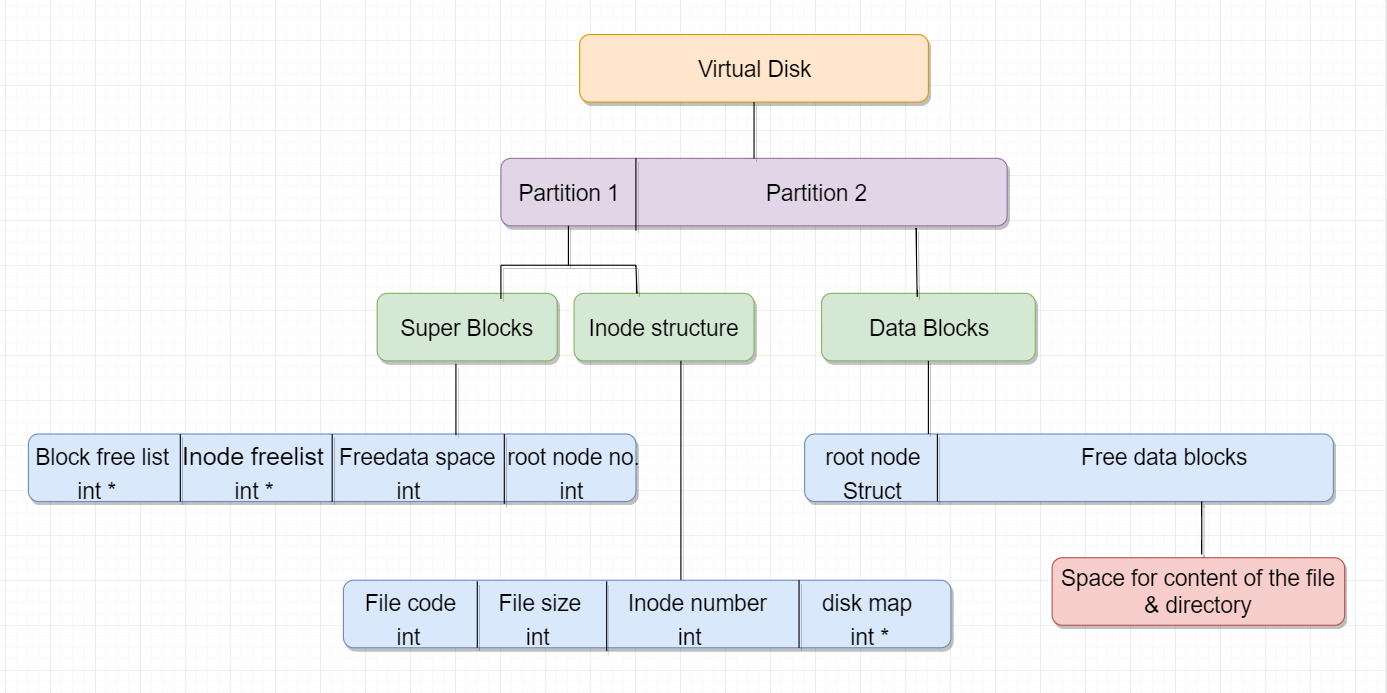 Virtual Disk
Partition 1
Partition 2
Super Blocks
Inode structure
Data Blocks
Block free list
int *
Inode freelist
int *
Freedata space
int
root node no.
int
root node
Struct
Free data blocks
Space for content of the file
& directory
File code
int
File size
int
Inode number
int
disk map
int *